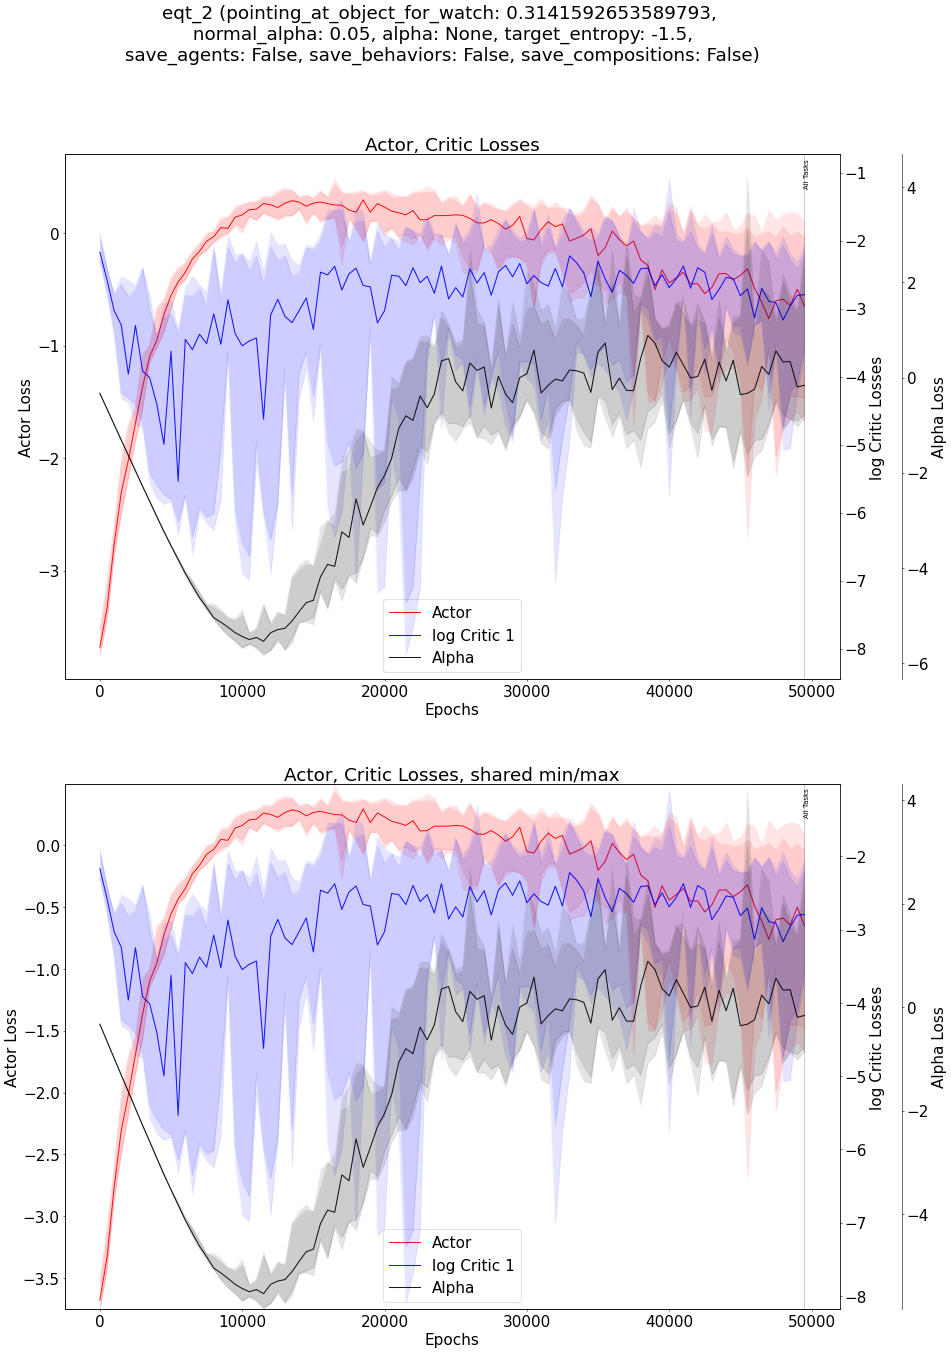 eqt_2 (pointing_at_object_for_watch: 0.3141592653589793,
normal_alpha: 0.05, alpha: None, target_entropy: -1.5,
save_agents: False, save_behaviors: False, save_compositions: False)
Actor, Critic Losses
All Tasks
0
−1
−2
−3
Actor Loss
−1
−2
−3
−4
−5
−6
−7
−8
log Critic Losses
4
2
0
−2
−4
−6
Alpha Loss
Actor
log Critic 1
Alpha
0
10000
20000
30000
40000
50000
Epochs
Actor, Critic Losses, shared min/max
All Tasks
0.0
−0.5
−1.0
−1.5
−2.0
−2.5
−3.0
−3.5
Actor Loss
−2
−3
−4
−5
−6
−7
−8
log Critic Losses
4
2
0
−2
−4
Alpha Loss
Actor
log Critic 1
Alpha
0
10000
20000
30000
40000
50000
Epochs